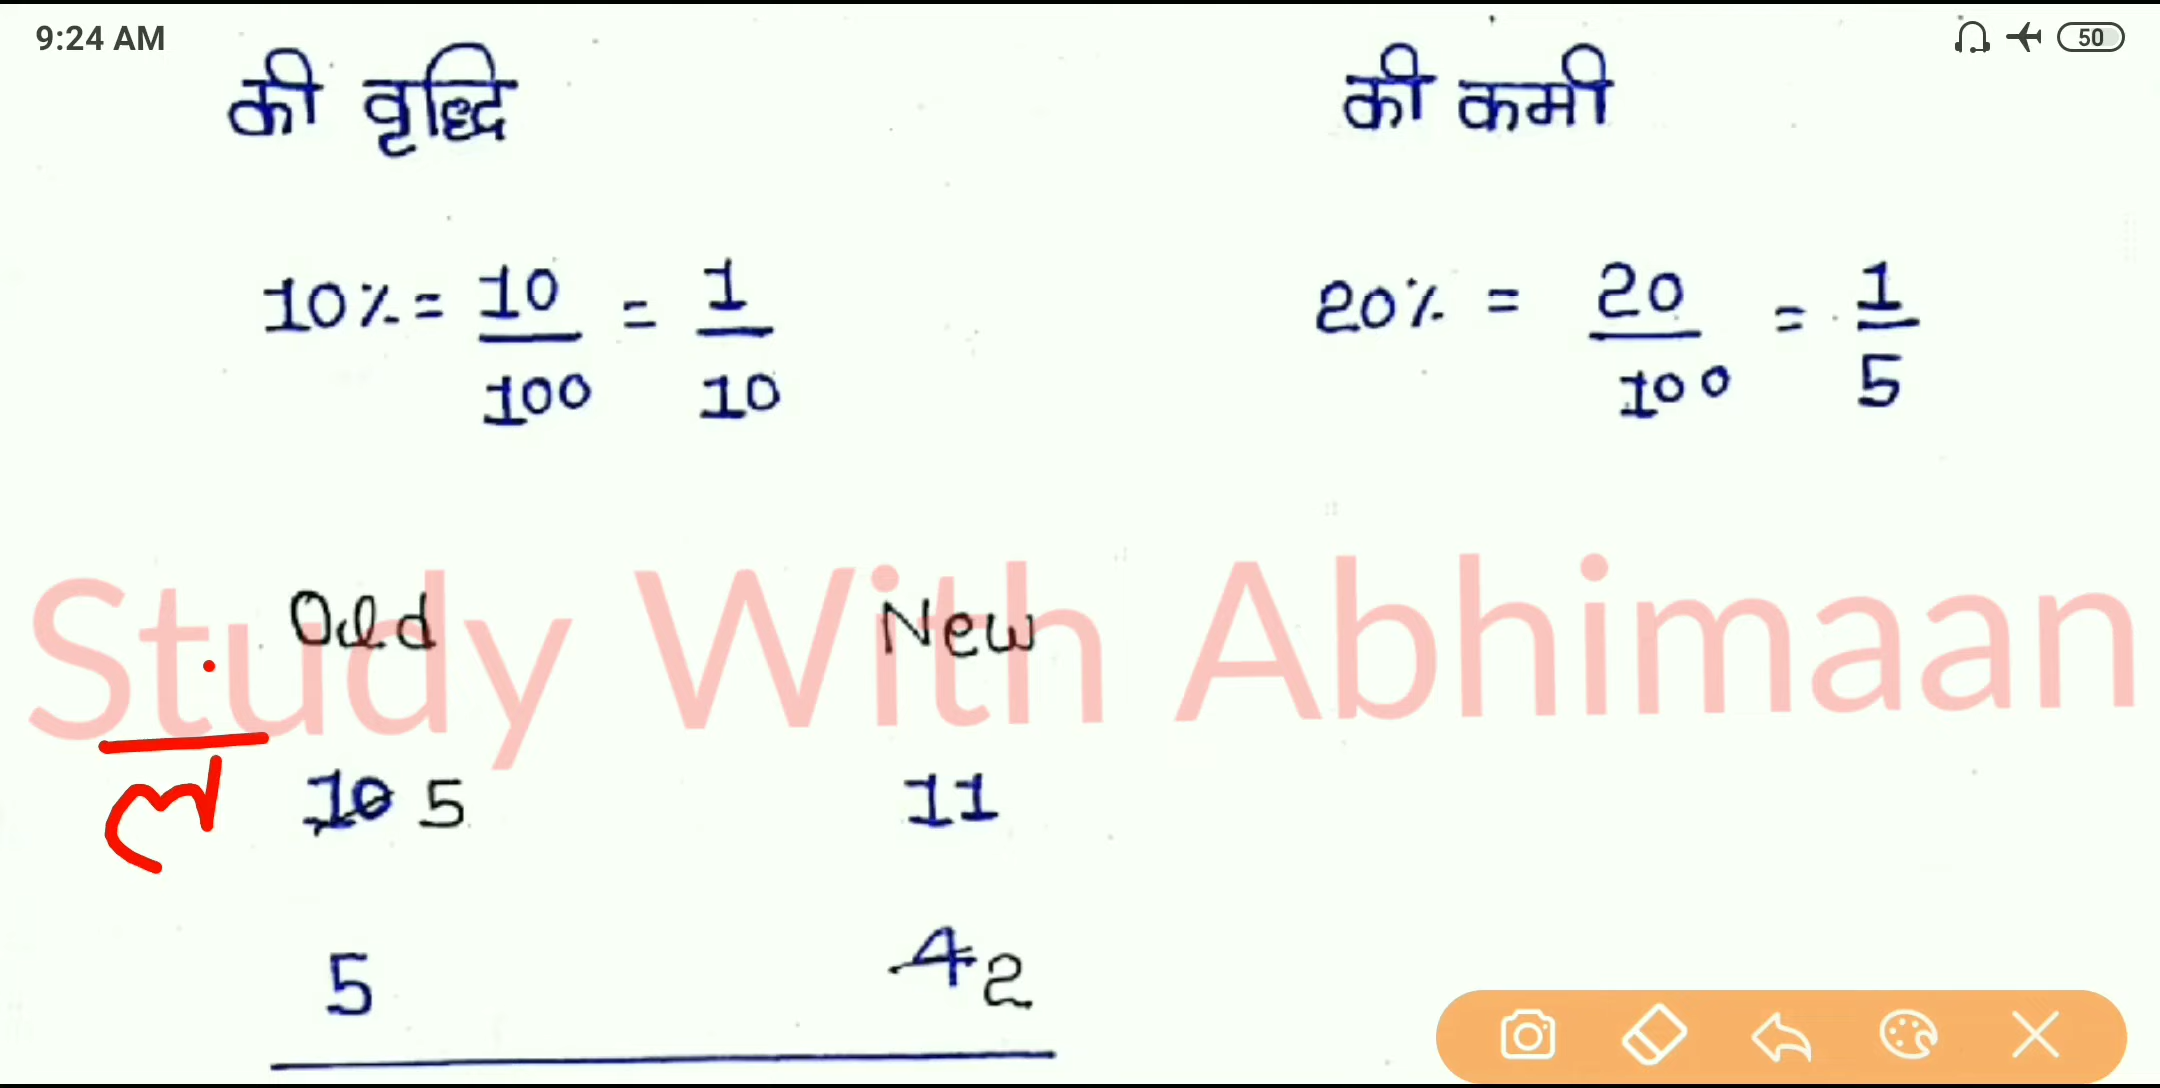 9:24 AM
50
की वृद्धि
की कमी
10% = 10/100 = 1/10
20% = 20/100 = 1/5
Study With Abhimaan
Old New
10 5 11
5 4 2